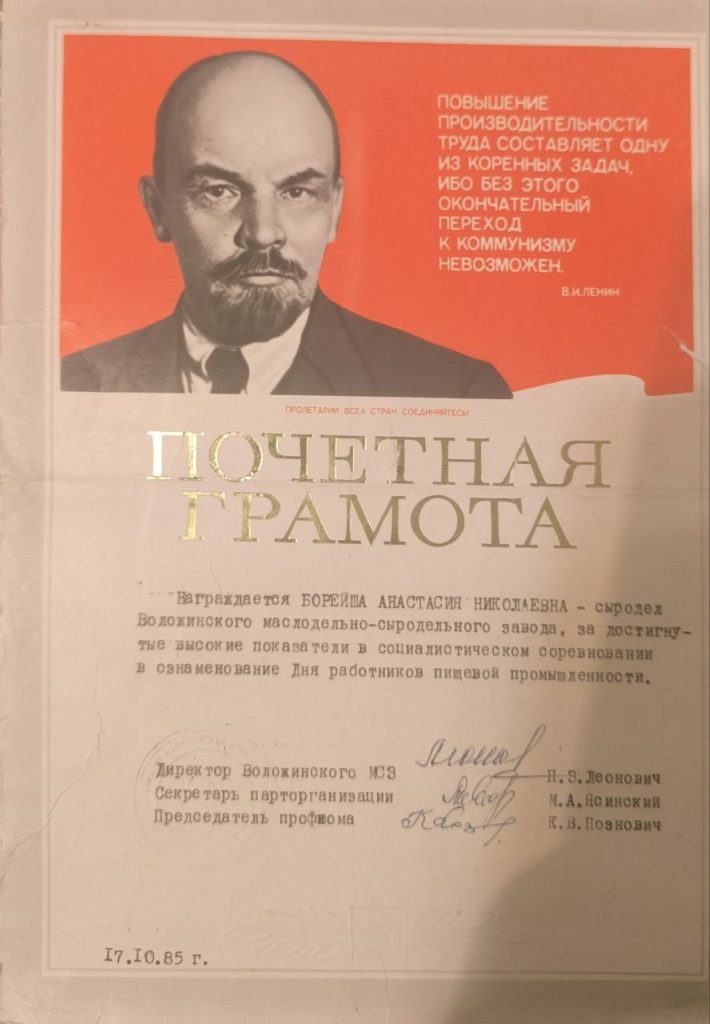 ПОВЫШЕНИЕ
ПРОИЗВОДИТЕЛЬНОСТИ
ТРУДА СОСТАВЛЯЕТ ОДНУ
ИЗ КОРЕННЫХ ЗАДАЧ,
ИБО БЕЗ ЭТОГО
ОКОНЧАТЕЛЬНЫЙ
ПЕРЕХОД
К КОММУНИЗМУ
НЕВОЗМОЖЕН.
В.И.ЛЕНИН
ПРОЛЕТАРИИ ВСЕХ СТРАН, СОЕДИНЯЙТЕСЬ!
ПОЧЕТНАЯ
ГРАМОТА
Награждается БОРЕЙША АНАСТАСИЯ НИКОЛАЕВНА – сыродел
Воложинского маслодельно-сыродельного завода, за достигну-
тые высокие показатели в социалистическом соревновании
в ознаменование Дня работников пищевой промышленности.
Директор Воложинского МСЗ П.Э.Леонович
Секретарь парторганизации М.А.Ясинский
Председатель профкома К.В.Познович
17.10.85 г.